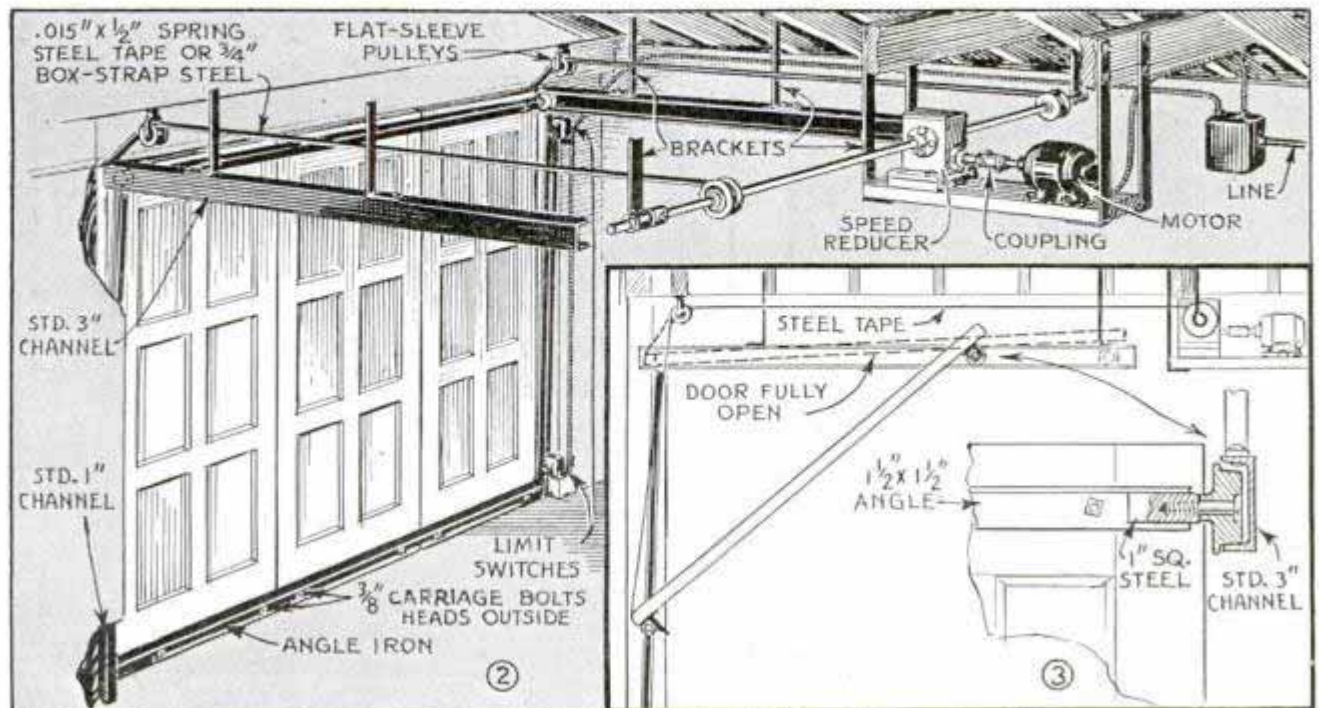 .015" X 1/2" SPRING
STEEL TAPE OR 3/4"
BOX-STRAP STEEL
FLAT-SLEEVE
PULLEYS
BRACKETS
LINE
MOTOR
SPEED
REDUCER
COUPLING
STD. 3"
CHANNEL
STD. 1"
CHANNEL
LIMIT
SWITCHES
3/8" CARRIAGE BOLTS
HEADS OUTSIDE
ANGLE IRON
②
STEEL TAPE
DOOR FULLY
OPEN
1 1/2" X 1 1/2"
ANGLE
1" SQ.
STEEL
STD. 3"
CHANNEL
③